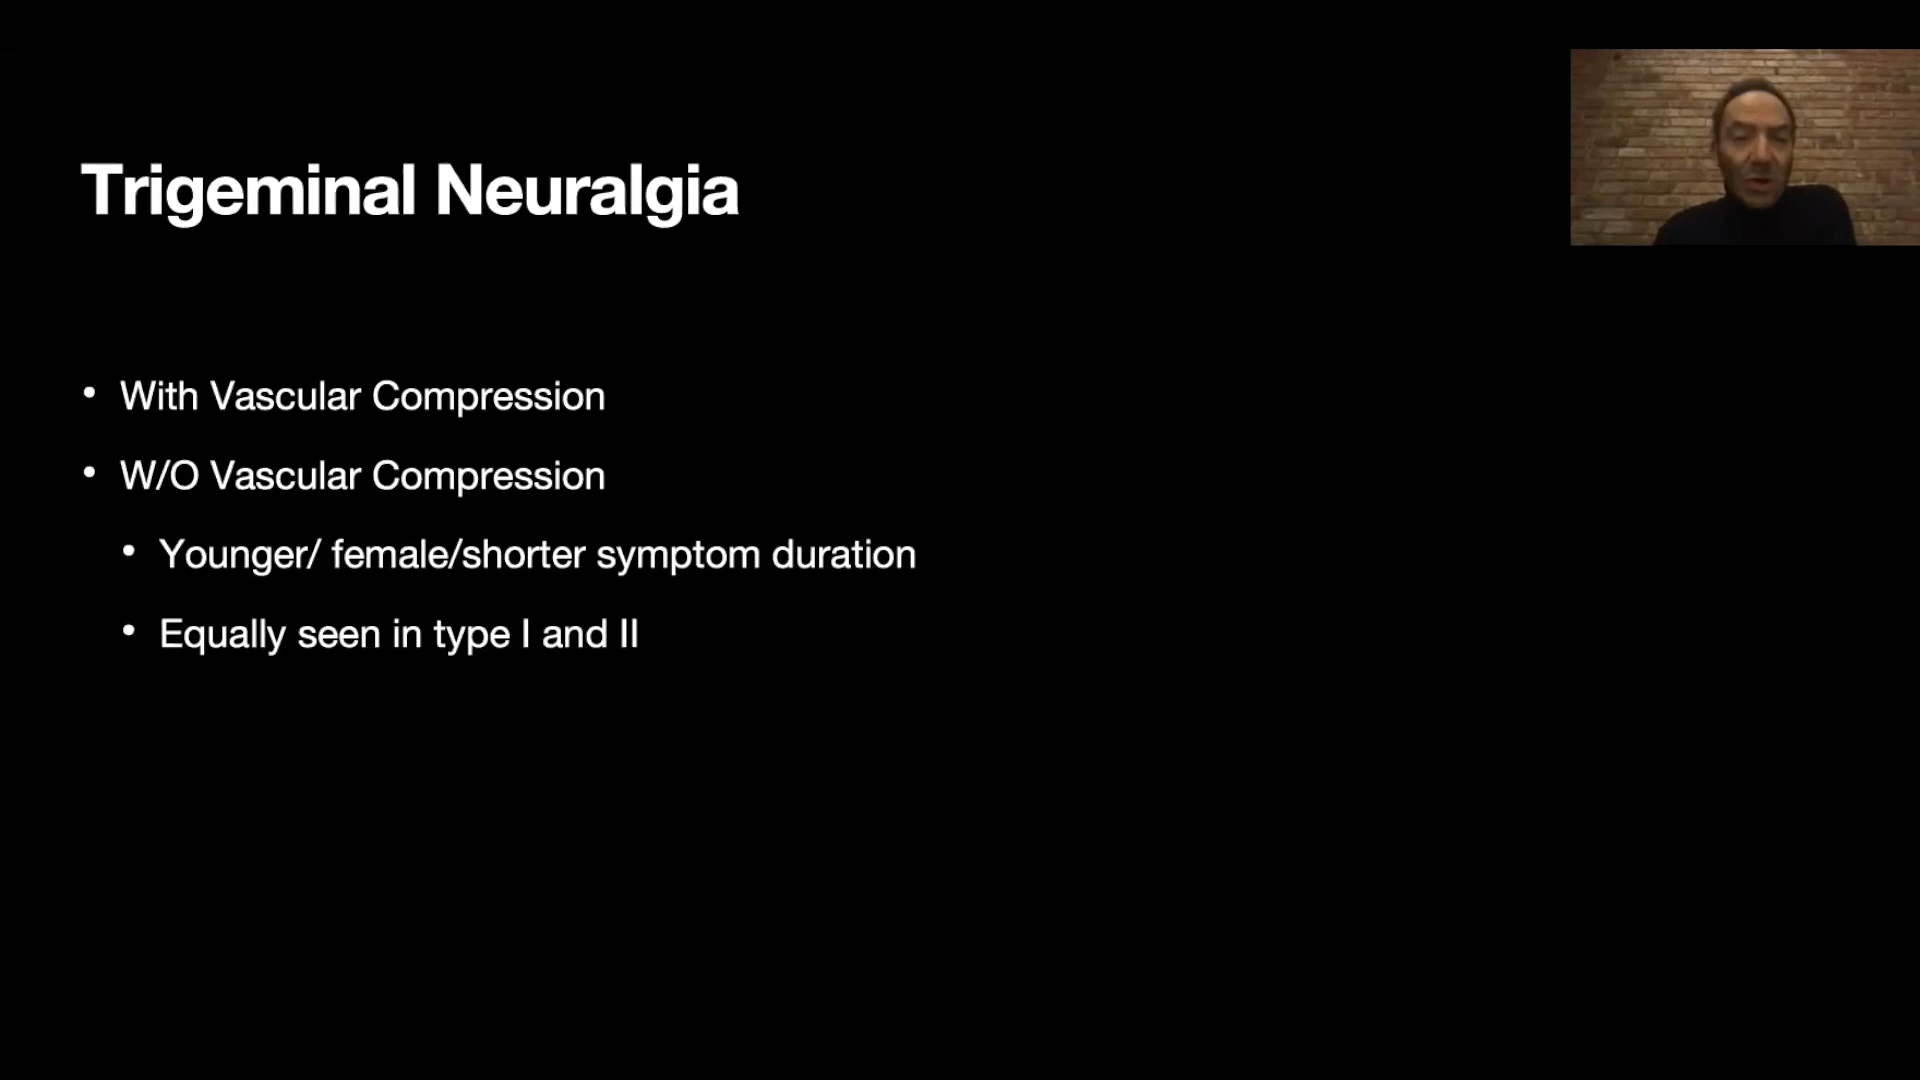 Trigeminal Neuralgia
• With Vascular Compression
• W/O Vascular Compression
• Younger/ female/shorter symptom duration
• Equally seen in type I and II